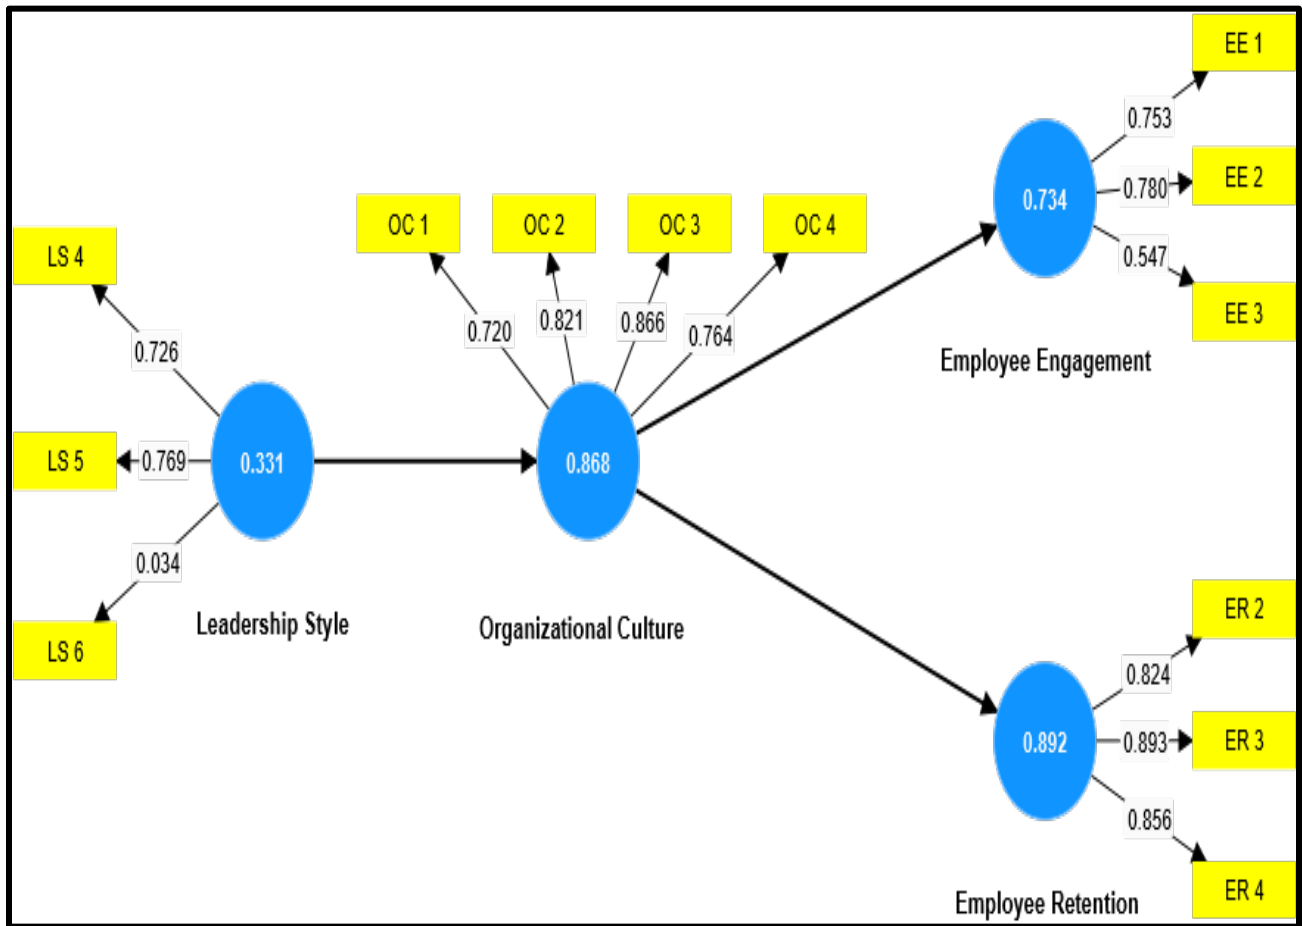 EE 1
0.753
EE 2
0.780
0.734
EE 3
0.547
Employee Engagement
OC 1
OC 2
OC 3
OC 4
0.720
0.821
0.866
0.764
LS 4
0.726
LS 5
0.769
0.331
0.868
0.034
LS 6
Leadership Style
Organizational Culture
ER 2
0.824
0.892
0.893
ER 3
0.856
ER 4
Employee Retention